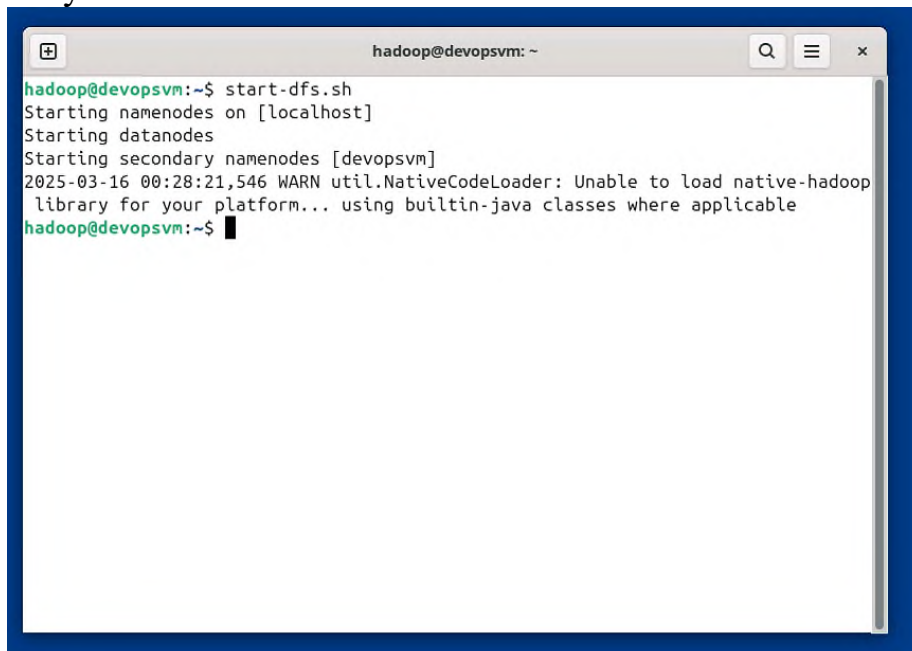 hadoop@devopsvm: ~
hadoop@devopsvm:~$ start-dfs.sh
Starting namenodes on [localhost]
Starting datanodes
Starting secondary namenodes [devopsvm]
2025-03-16 00:28:21,546 WARN util.NativeCodeLoader: Unable to load native-hadoop
 library for your platform... using builtin-java classes where applicable
hadoop@devopsvm:~$